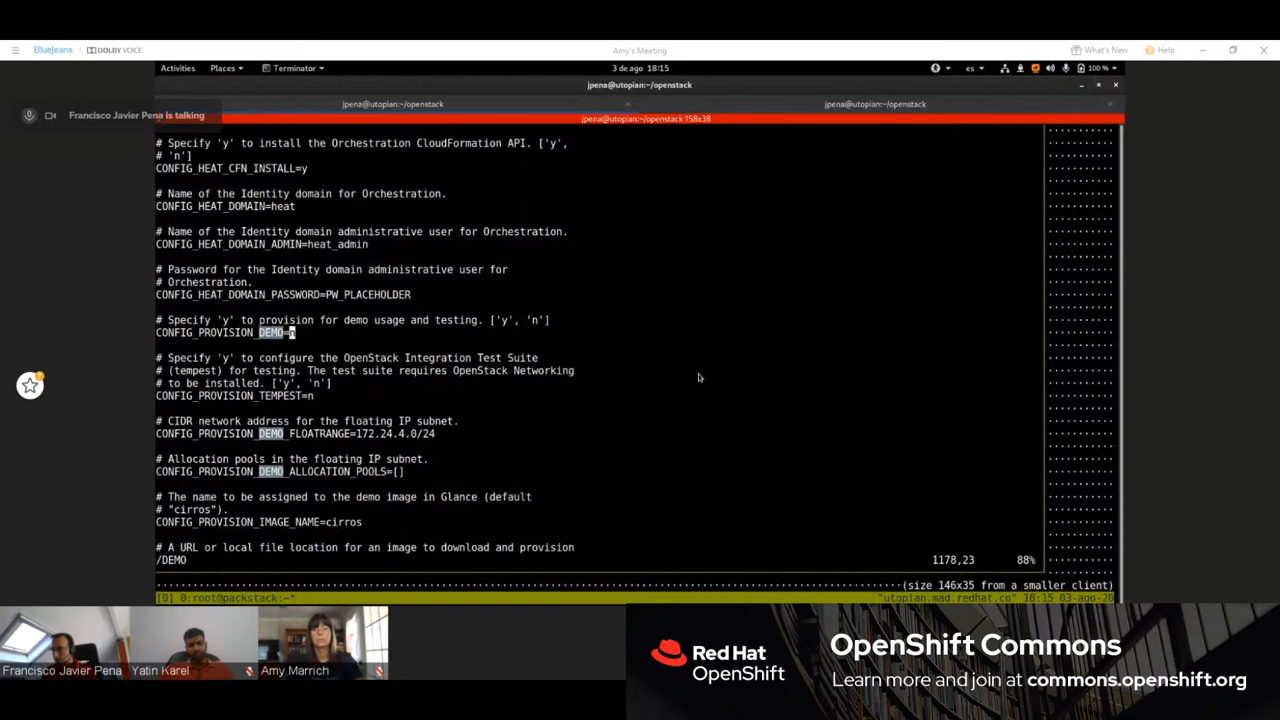 BlueJeans DOLBY VOICE Amy's Meeting What's New Help
Activities Places Terminator 3 de ago 18:15 es 100 %
jpena@utopian:~/openstack
jpena@utopian:~/openstack jpena@utopian:~/openstack
Francisco Javier Pena is talking
jpena@utopian:~/openstack 158x38
# Specify 'y' to install the Orchestration CloudFormation API. ['y',
# 'n']
CONFIG_HEAT_CFN_INSTALL=y
# Name of the Identity domain for Orchestration.
CONFIG_HEAT_DOMAIN=heat
# Name of the Identity domain administrative user for Orchestration.
CONFIG_HEAT_DOMAIN_ADMIN=heat_admin
# Password for the Identity domain administrative user for
# Orchestration.
CONFIG_HEAT_DOMAIN_PASSWORD=PW_PLACEHOLDER
# Specify 'y' to provision for demo usage and testing. ['y', 'n']
CONFIG_PROVISION_DEMO=n
# Specify 'y' to configure the OpenStack Integration Test Suite
# (tempest) for testing. The test suite requires OpenStack Networking
# to be installed. ['y', 'n']
CONFIG_PROVISION_TEMPEST=n
# CIDR network address for the floating IP subnet.
CONFIG_PROVISION_DEMO_FLOATRANGE=172.24.4.0/24
# Allocation pools in the floating IP subnet.
CONFIG_PROVISION_DEMO_ALLOCATION_POOLS=[]
# The name to be assigned to the demo image in Glance (default
# "cirros").
CONFIG_PROVISION_IMAGE_NAME=cirros
# A URL or local file location for an image to download and provision
/DEMO 1178,23 88%
(size 146x35 from a smaller client)
[0] 0:root@packstack:~* "utopian.mad.redhat.co" 18:15 03-ago-20
Francisco Javier Pena Yatin Karel Amy Marrich
Red Hat
OpenShift
OpenShift Commons
Learn more and join at commons.openshift.org